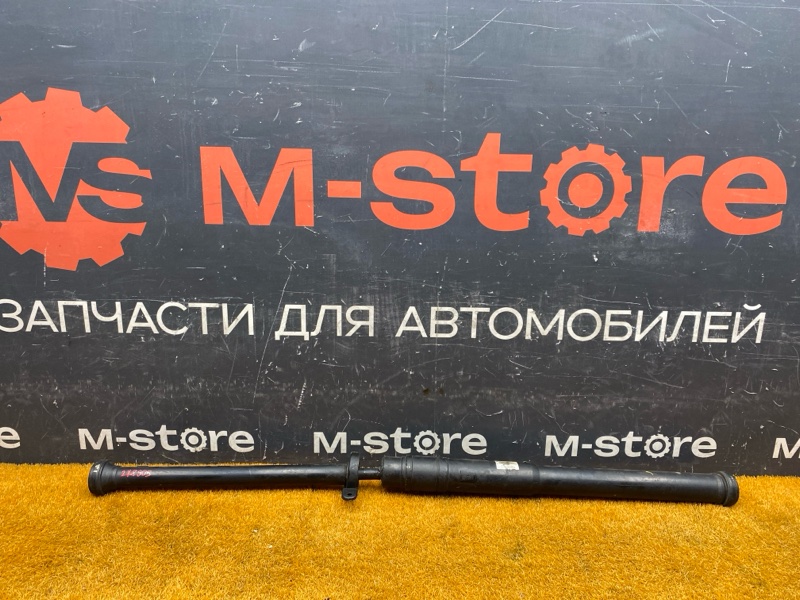 MS M-store
ЗАПЧАСТИ ДЛЯ АВТОМОБИЛЕЙ
e M-store M-store M-store M